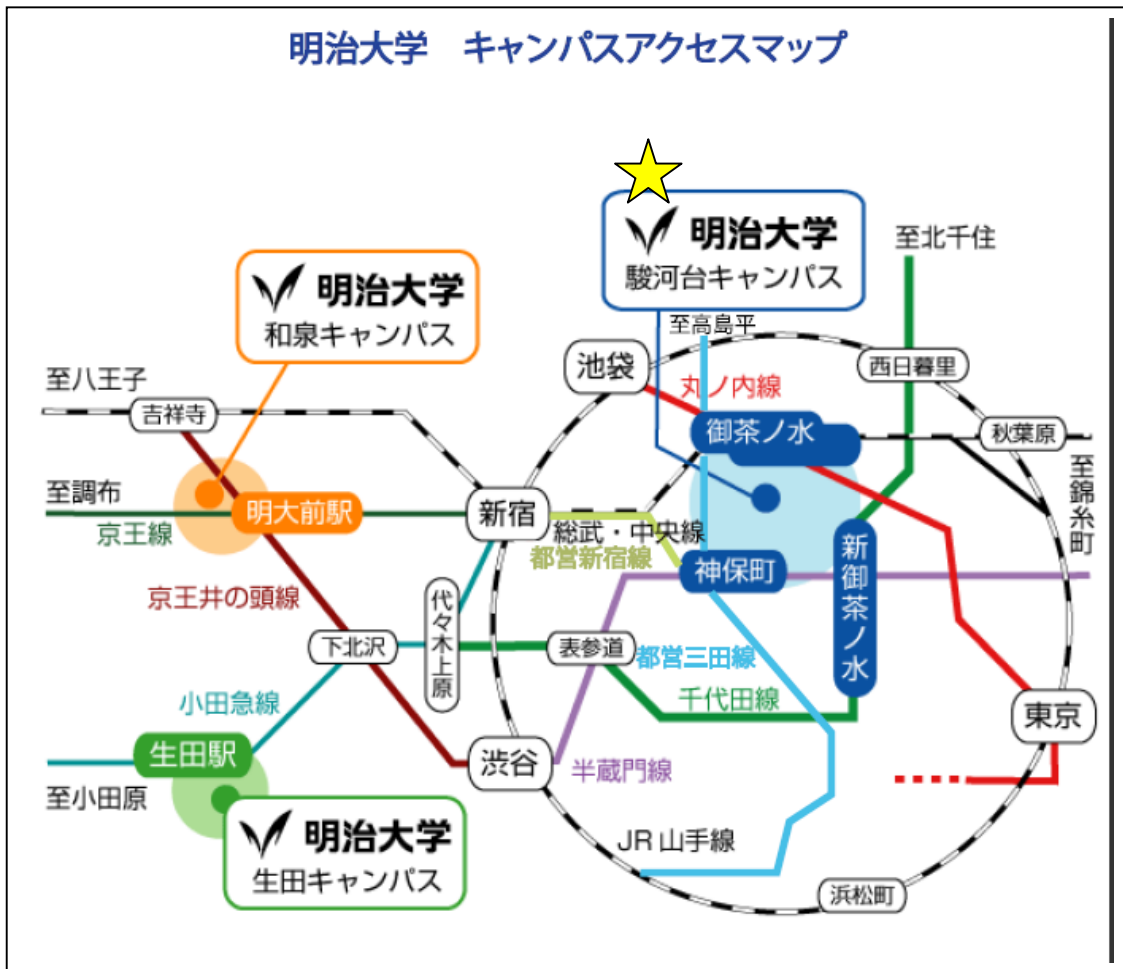 明治大学　キャンパスアクセスマップ
明治大学
駿河台キャンパス
至北千住
明治大学
和泉キャンパス
至高島平
池袋
西日暮里
至八王子
丸ノ内線
吉祥寺
御茶ノ水
秋葉原
至錦糸町
至調布
明大前駅
新宿
京王線
総武・中央線
都営新宿線
神保町
新御茶ノ水
京王井の頭線
代々木上原
下北沢
表参道
都営三田線
小田急線
千代田線
東京
生田駅
渋谷
半蔵門線
至小田原
明治大学
生田キャンパス
JR 山手線
浜松町